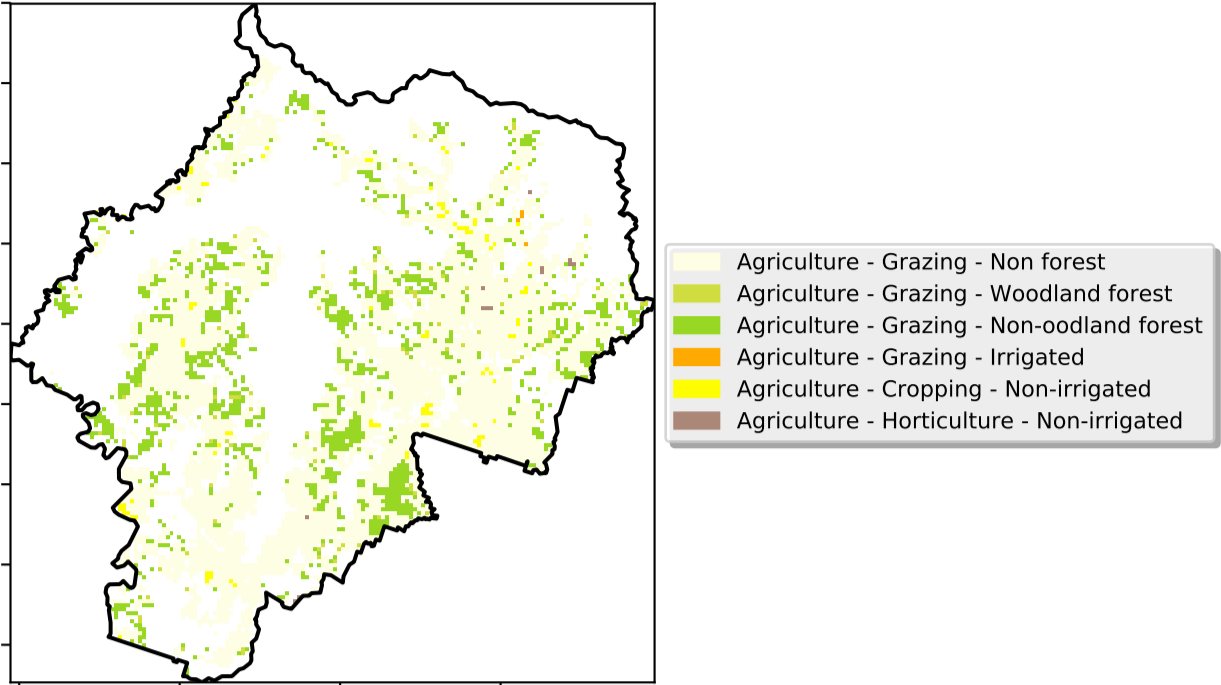 Agriculture - Grazing - Non forest
Agriculture - Grazing - Woodland forest
Agriculture - Grazing - Non-oodland forest
Agriculture - Grazing - Irrigated
Agriculture - Cropping - Non-irrigated
Agriculture - Horticulture - Non-irrigated